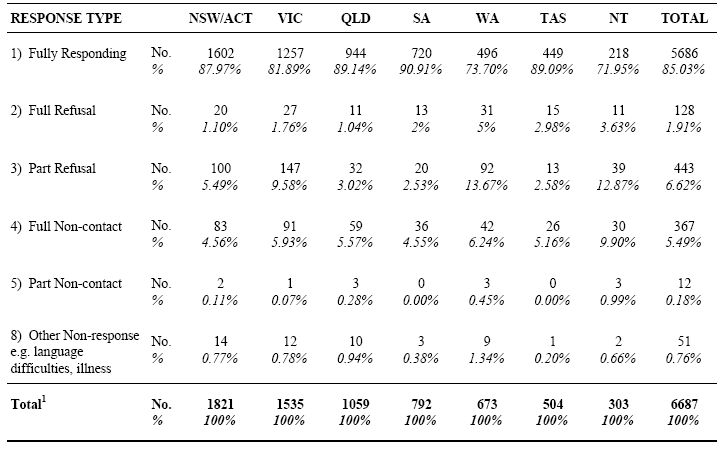 RESPONSE TYPE NSW/ACT VIC QLD SA WA TAS NT TOTAL
1) Fully Responding No. 1602 1257 944 720 496 449 218 5686
% 87.97% 81.89% 89.14% 90.91% 73.70% 89.09% 71.95% 85.03%
2) Full Refusal No. 20 27 11 13 31 15 11 128
% 1.10% 1.76% 1.04% 2% 5% 2.98% 3.63% 1.91%
3) Part Refusal No. 100 147 32 20 92 13 39 443
% 5.49% 9.58% 3.02% 2.53% 13.67% 2.58% 12.87% 6.62%
4) Full Non-contact No. 83 91 59 36 42 26 30 367
% 4.56% 5.93% 5.57% 4.55% 6.24% 5.16% 9.90% 5.49%
5) Part Non-contact No. 2 1 3 0 3 0 3 12
% 0.11% 0.07% 0.28% 0.00% 0.45% 0.00% 0.99% 0.18%
8) Other Non-response No. 14 12 10 3 9 1 2 51
e.g. language % 0.77% 0.78% 0.94% 0.38% 1.34% 0.20% 0.66% 0.76%
difficulties, illness
Total1 No. 1821 1535 1059 792 673 504 303 6687
% 100% 100% 100% 100% 100% 100% 100% 100%